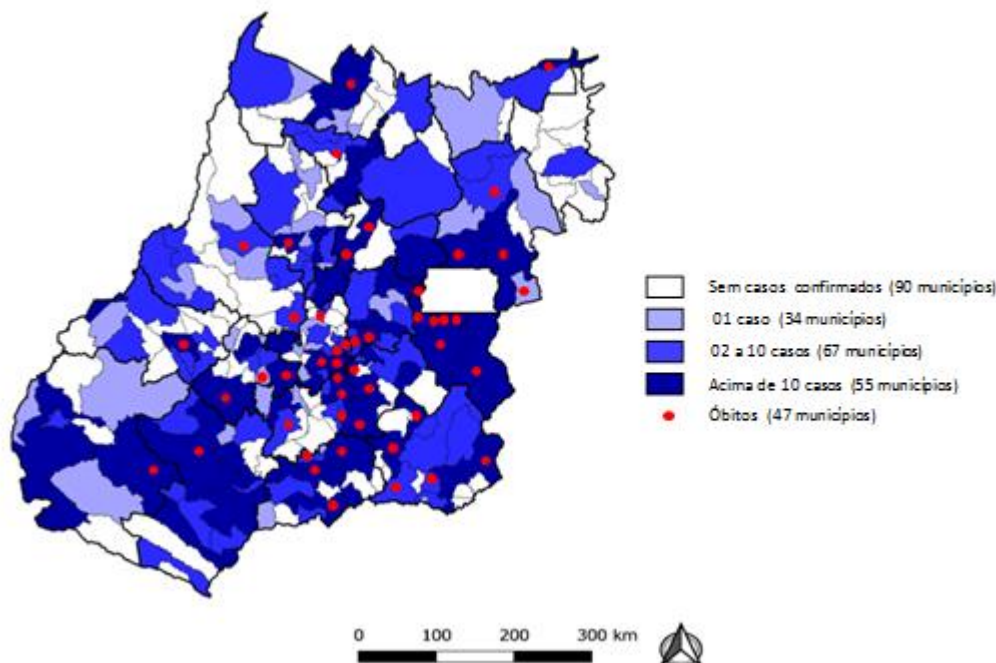 Sem casos confirmados (90 municípios)
01 caso (34 municípios)
02 a 10 casos (67 municípios)
Acima de 10 casos (55 municípios)
Óbitos (47 municípios)
0 100 200 300 km